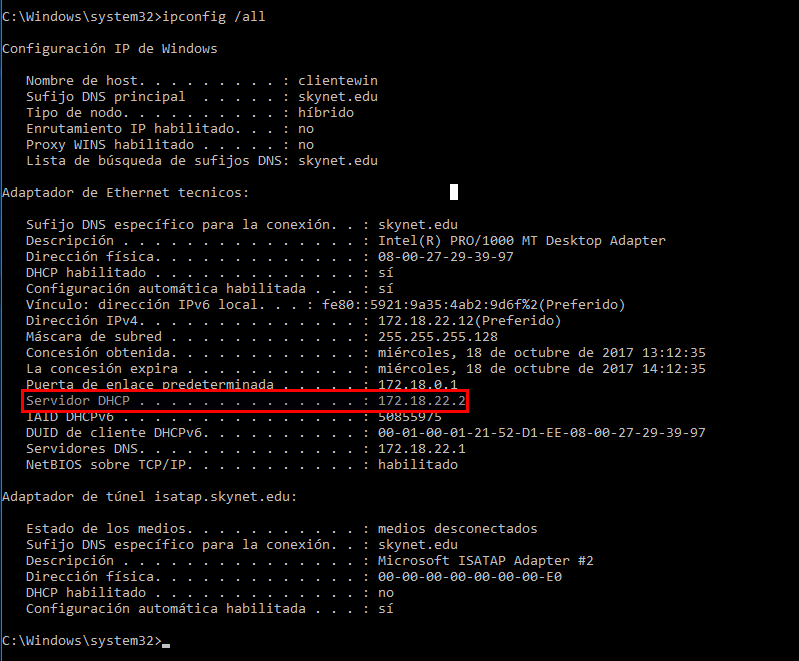 C:\Windows\system32>ipconfig /all
Configuración IP de Windows
Nombre de host. . . . . . . . . : clientewin
Sufijo DNS principal  . . . . . : skynet.edu
Tipo de nodo. . . . . . . . . . : híbrido
Enrutamiento IP habilitado. . . : no
Proxy WINS habilitado . . . . . : no
Lista de búsqueda de sufijos DNS: skynet.edu
Adaptador de Ethernet tecnicos:
Sufijo DNS específico para la conexión. . : skynet.edu
Descripción . . . . . . . . . . . . . . . : Intel(R) PRO/1000 MT Desktop Adapter
Dirección física. . . . . . . . . . . . . : 08-00-27-29-39-97
DHCP habilitado . . . . . . . . . . . . . : sí
Configuración automática habilitada . . . : sí
Vínculo: dirección IPv6 local. . . : fe80::5921:9a35:4ab2:9d6f%2(Preferido)
Dirección IPv4. . . . . . . . . . . . . . : 172.18.22.12(Preferido)
Máscara de subred . . . . . . . . . . . . : 255.255.255.128
Concesión obtenida. . . . . . . . . . . . : miércoles, 18 de octubre de 2017 13:12:35
La concesión expira . . . . . . . . . . . : miércoles, 18 de octubre de 2017 14:12:35
Puerta de enlace predeterminada . . . . . : 172.18.0.1
Servidor DHCP . . . . . . . . . . . . . . : 172.18.22.2
IAID DHCPv6 . . . . . . . . . . . . . . . : 50855975
DUID de cliente DHCPv6. . . . . . . . . . : 00-01-00-01-21-52-D1-EE-08-00-27-29-39-97
Servidores DNS. . . . . . . . . . . . . . : 172.18.22.1
NetBIOS sobre TCP/IP. . . . . . . . . . . : habilitado
Adaptador de túnel isatap.skynet.edu:
Estado de los medios. . . . . . . . . . . : medios desconectados
Sufijo DNS específico para la conexión. . : skynet.edu
Descripción . . . . . . . . . . . . . . . : Microsoft ISATAP Adapter #2
Dirección física. . . . . . . . . . . . . : 00-00-00-00-00-00-00-E0
DHCP habilitado . . . . . . . . . . . . . : no
Configuración automática habilitada . . . : sí
C:\Windows\system32>